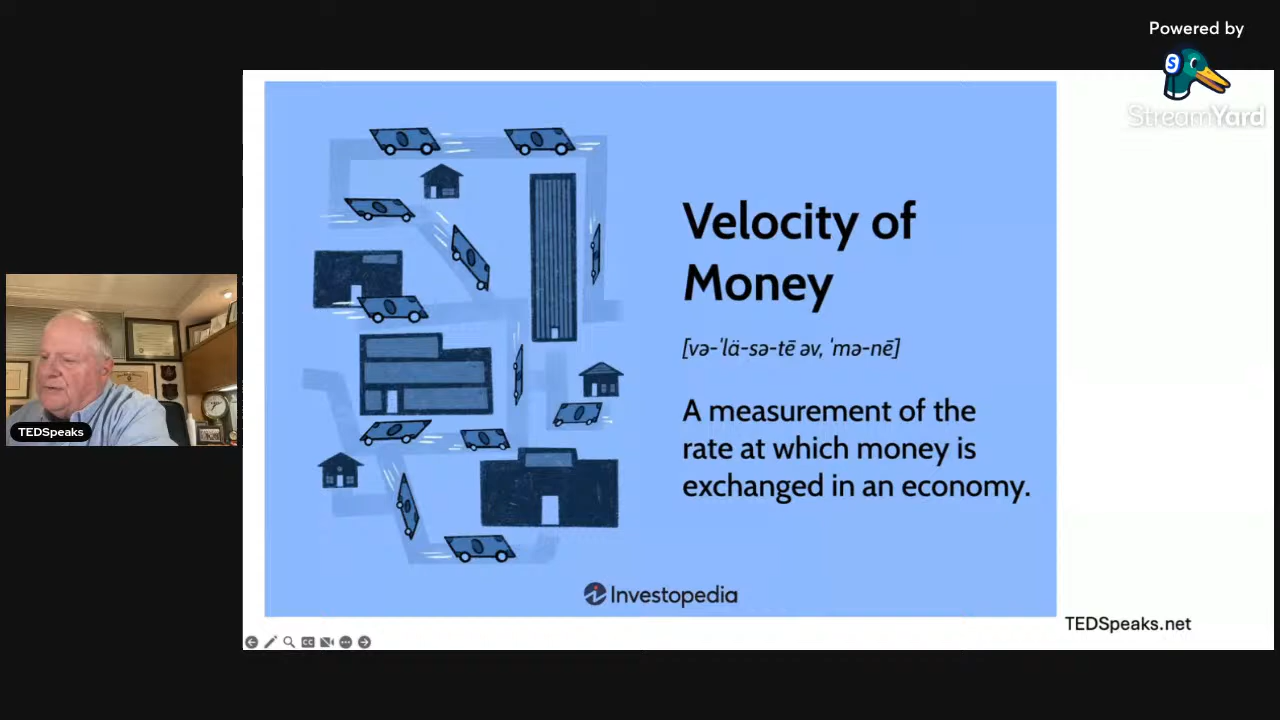 Powered by
S
StreamYard
Velocity of
Money
[və-ˈlä-sə-tē əv, ˈmə-nē]
A measurement of the
rate at which money is
exchanged in an economy.
Investopedia
TEDSpeaks
TEDSpeaks.net
CC